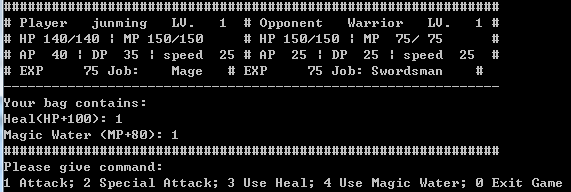 ##############################################################
# Player   junming   LV.   1 # Opponent   Warrior   LV.   1 #
# HP 140/140 | MP 150/150    # HP 150/150 | MP  75/ 75      #
# AP  40 | DP  35 | speed  25 # AP  25 | DP  25 | speed  25  #
# EXP     75 Job:    Mage   # EXP     75 Job: Swordsman    #
--------------------------------------------------------------
Your bag contains:
Heal(HP+100): 1
Magic Water (MP+80): 1
##############################################################
Please give command:
1 Attack; 2 Special Attack; 3 Use Heal; 4 Use Magic Water; 0 Exit Game